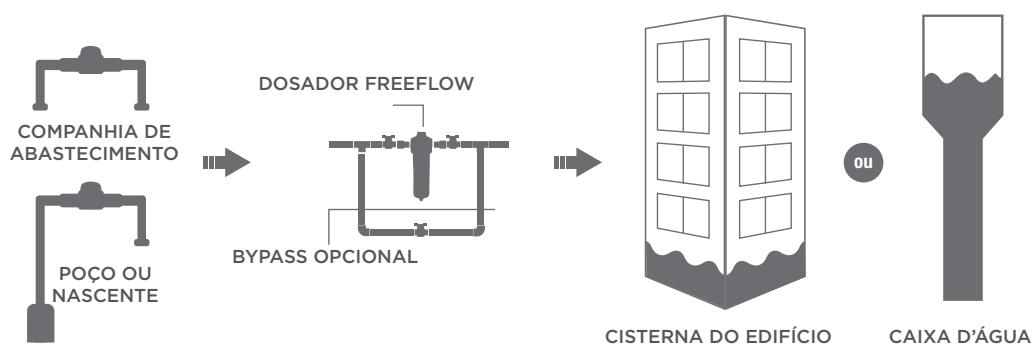 COMPANHIA DE
ABASTECIMENTO
POÇO OU
NASCENTE
DOSADOR FREEFLOW
BYPASS OPCIONAL
CISTERNA DO EDIFÍCIO
ou
CAIXA D'ÁGUA